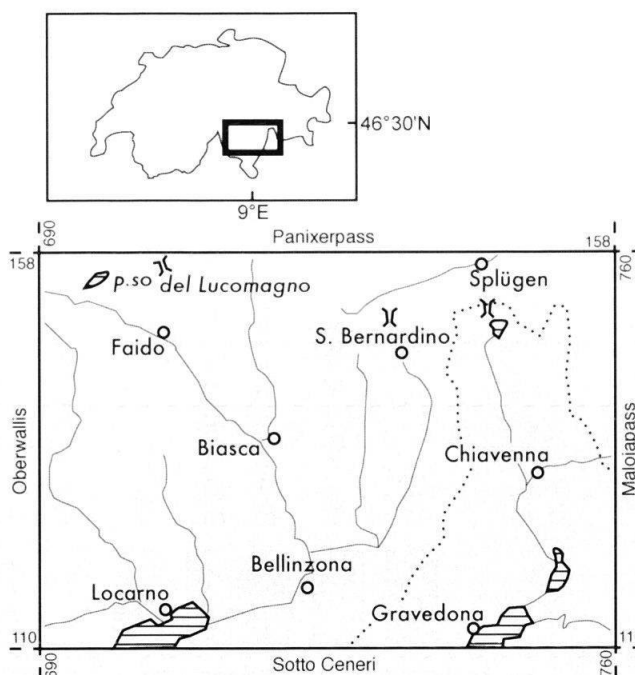 46°30'N
9°E
690
Panixerpass
158
158
760
p.so del Lucomagno
Splügen
Faido
S. Bernardino
Oberwallis
Maloiapass
Biasca
Chiavenna
Bellinzona
Locarno
Gravedona
110
11
690
Sotto Ceneri
760